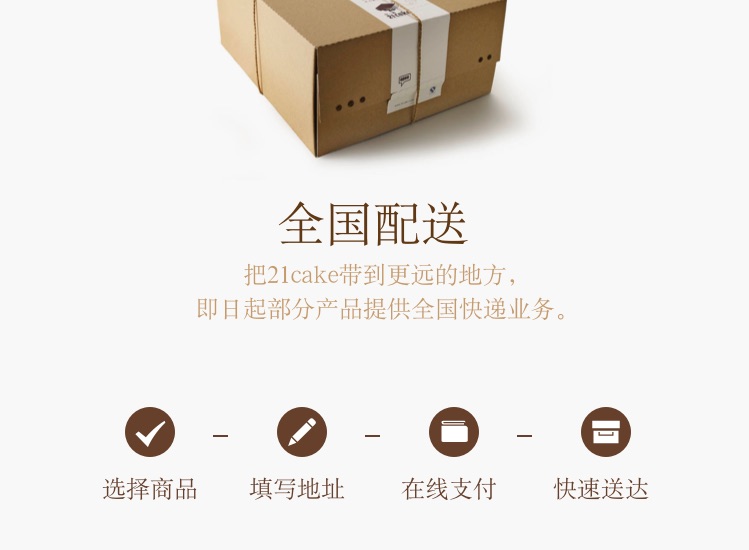 全国配送
把21cake带到更远的地方，
即日起部分产品提供全国快递业务。
选择商品
填写地址
在线支付
快速送达